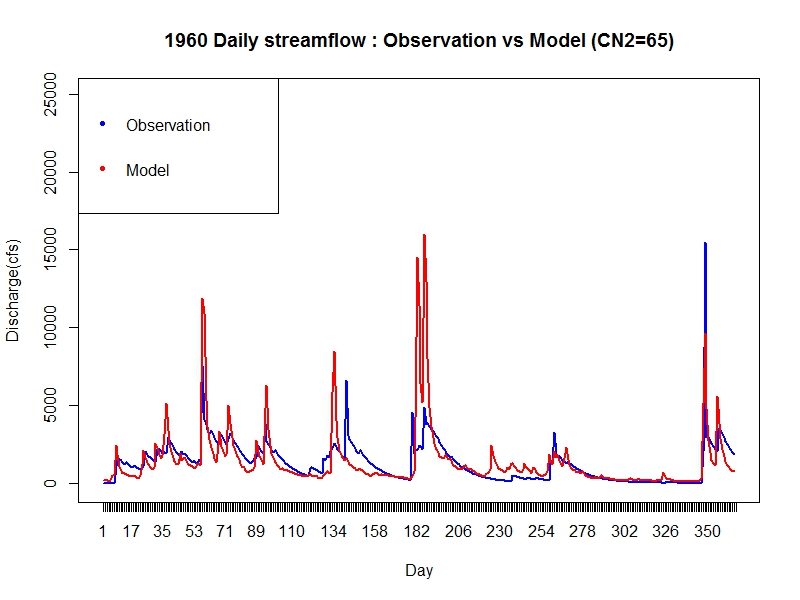 1960 Daily streamflow : Observation vs Model (CN2=65)
Observation
Model
Discharge(cfs)
25000
20000
15000
10000
5000
0
1 17 35 53 71 89 110 134 158 182 206 230 254 278 302 326 350
Day